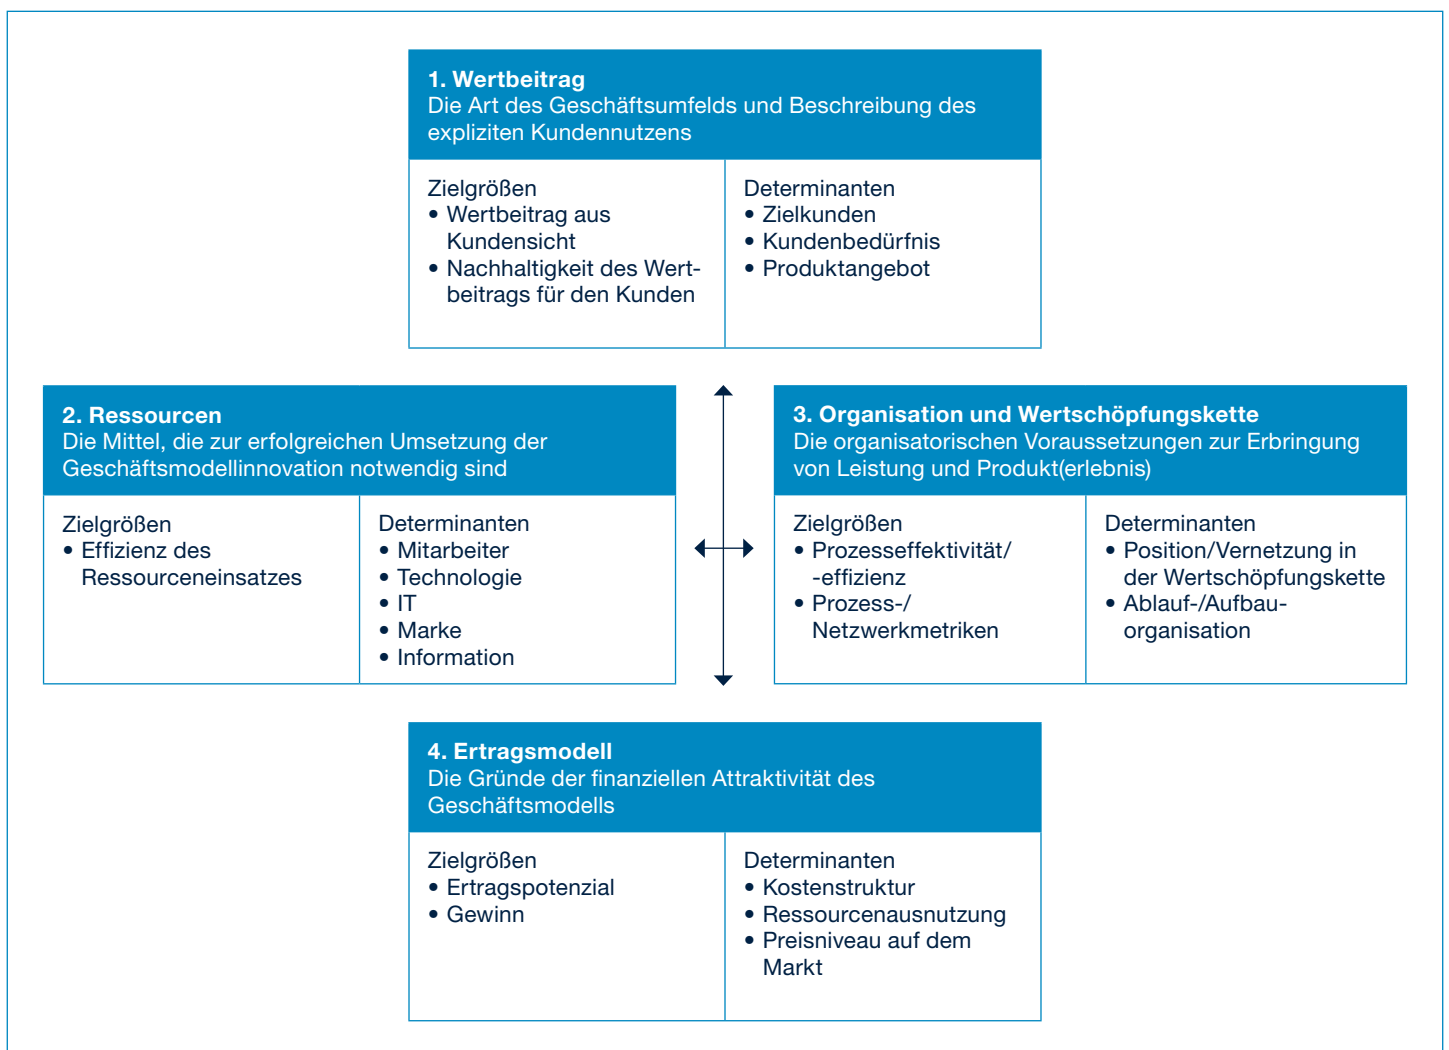 1. Wertbeitrag
Die Art des Geschäftsumfelds und Beschreibung des
expliziten Kundennutzens
Zielgrößen
• Wertbeitrag aus
Kundensicht
• Nachhaltigkeit des Wert-
beitrags für den Kunden
Determinanten
• Zielkunden
• Kundenbedürfnis
• Produktangebot
2. Ressourcen
Die Mittel, die zur erfolgreichen Umsetzung der
Geschäftsmodellinnovation notwendig sind
Zielgrößen
• Effizienz des
Ressourceneinsatzes
Determinanten
• Mitarbeiter
• Technologie
• IT
• Marke
• Information
3. Organisation und Wertschöpfungskette
Die organisatorischen Voraussetzungen zur Erbringung
von Leistung und Produkt(erlebnis)
Zielgrößen
• Prozesseffektivität/
-effizienz
• Prozess-/
Netzwerkmetriken
Determinanten
• Position/Vernetzung in
der Wertschöpfungskette
• Ablauf-/Aufbau-
organisation
4. Ertragsmodell
Die Gründe der finanziellen Attraktivität des
Geschäftsmodells
Zielgrößen
• Ertragspotenzial
• Gewinn
Determinanten
• Kostenstruktur
• Ressourcenausnutzung
• Preisniveau auf dem
Markt